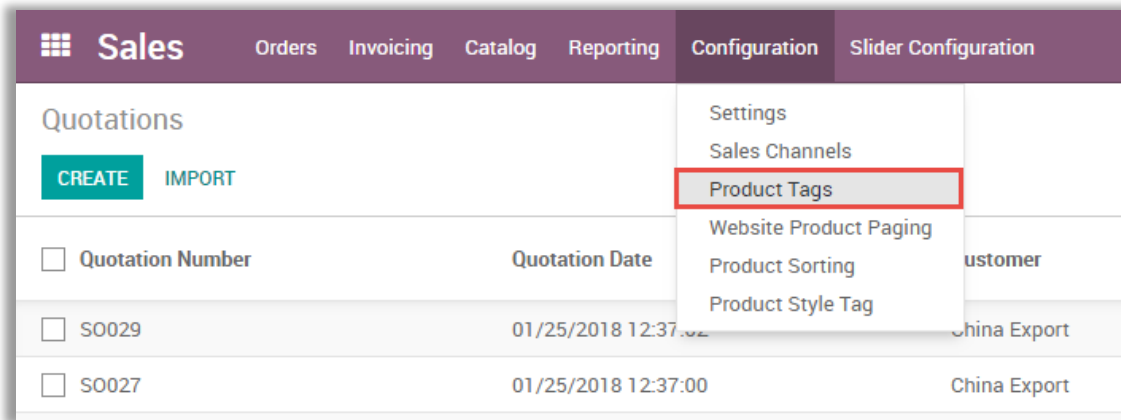 Sales Orders Invoicing Catalog Reporting Configuration Slider Configuration
Quotations
Settings
Sales Channels
CREATE IMPORT
Product Tags
Website Product Paging
Product Sorting
Product Style Tag
Quotation Number Quotation Date ustomer
SO029 01/25/2018 12:37:02 China Export
SO027 01/25/2018 12:37:00 China Export